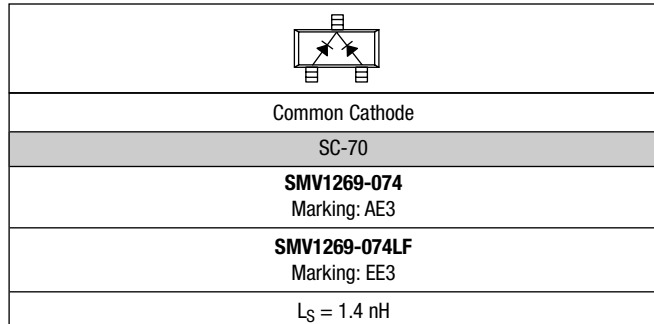 Common Cathode
SC-70
SMV1269-074
Marking: AE3
SMV1269-074LF
Marking: EE3
LS = 1.4 nH